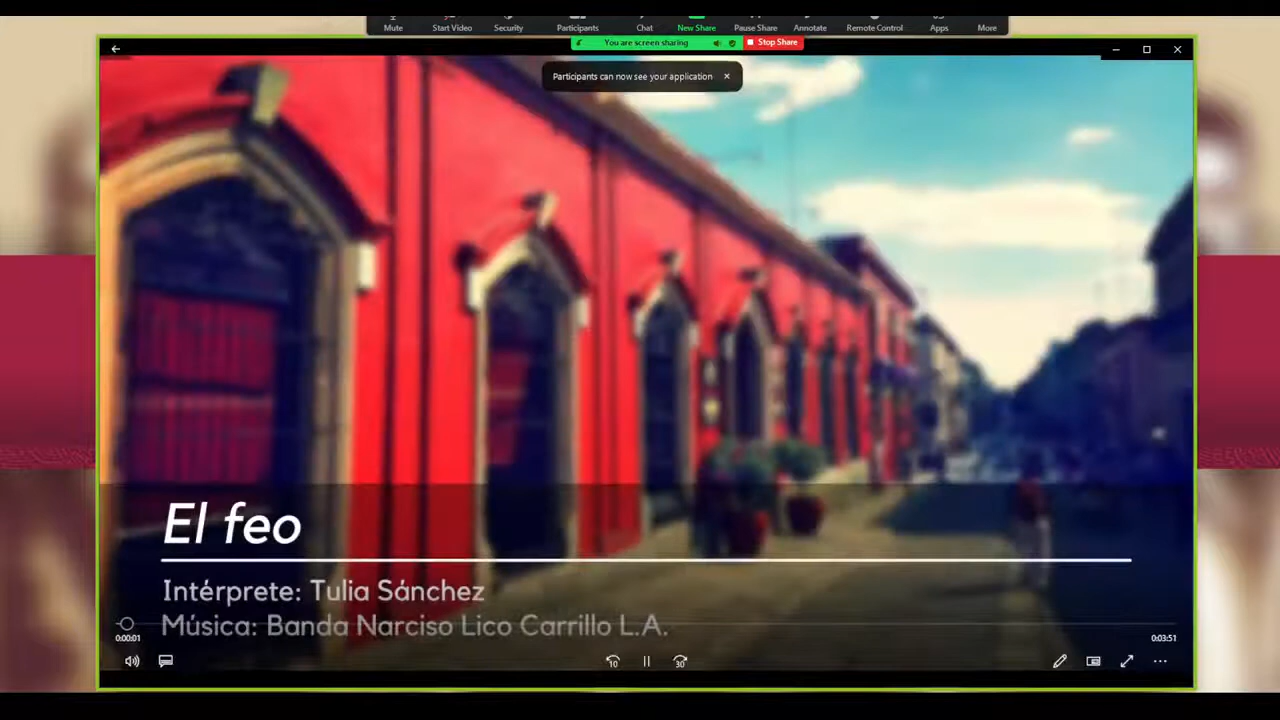 Mute
Start Video
Security
Participants
Chat
New Share
Pause Share
Annotate
Remote Control
Apps
More
You are screen sharing
Stop Share
Participants can now see your application
El feo
Intérprete: Tulia Sánchez
Música: Banda Narciso Lico Carrillo L.A.
0:00:01
0:03:51
10
30